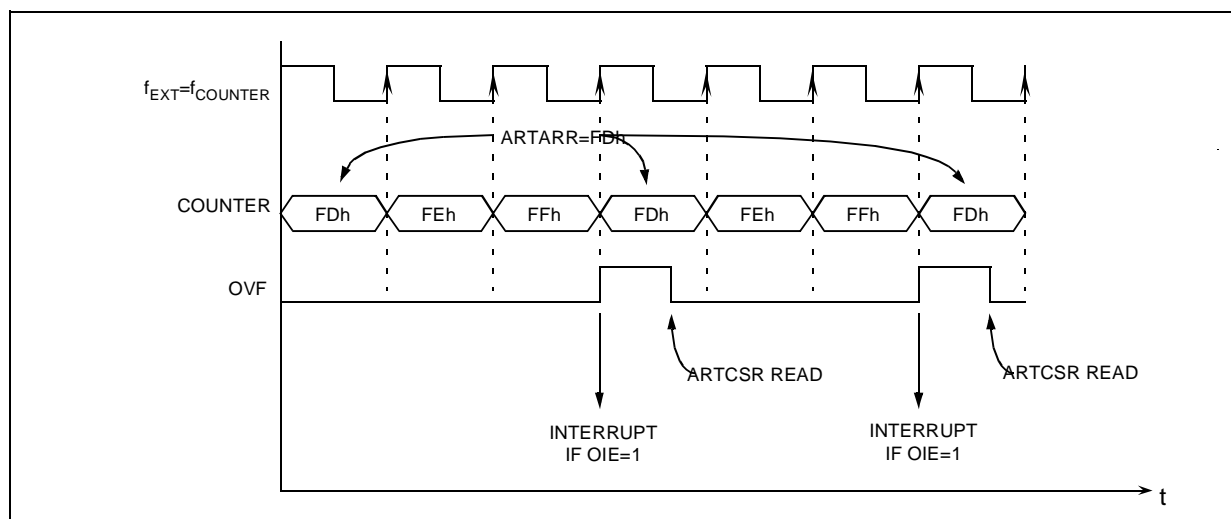 fEXT=fCOUNTER
ARTARR=FDh
COUNTER
FDh FEh FFh FDh FEh FFh FDh
OVF
ARTCSR READ
ARTCSR READ
INTERRUPT
IF OIE=1
INTERRUPT
IF OIE=1
t